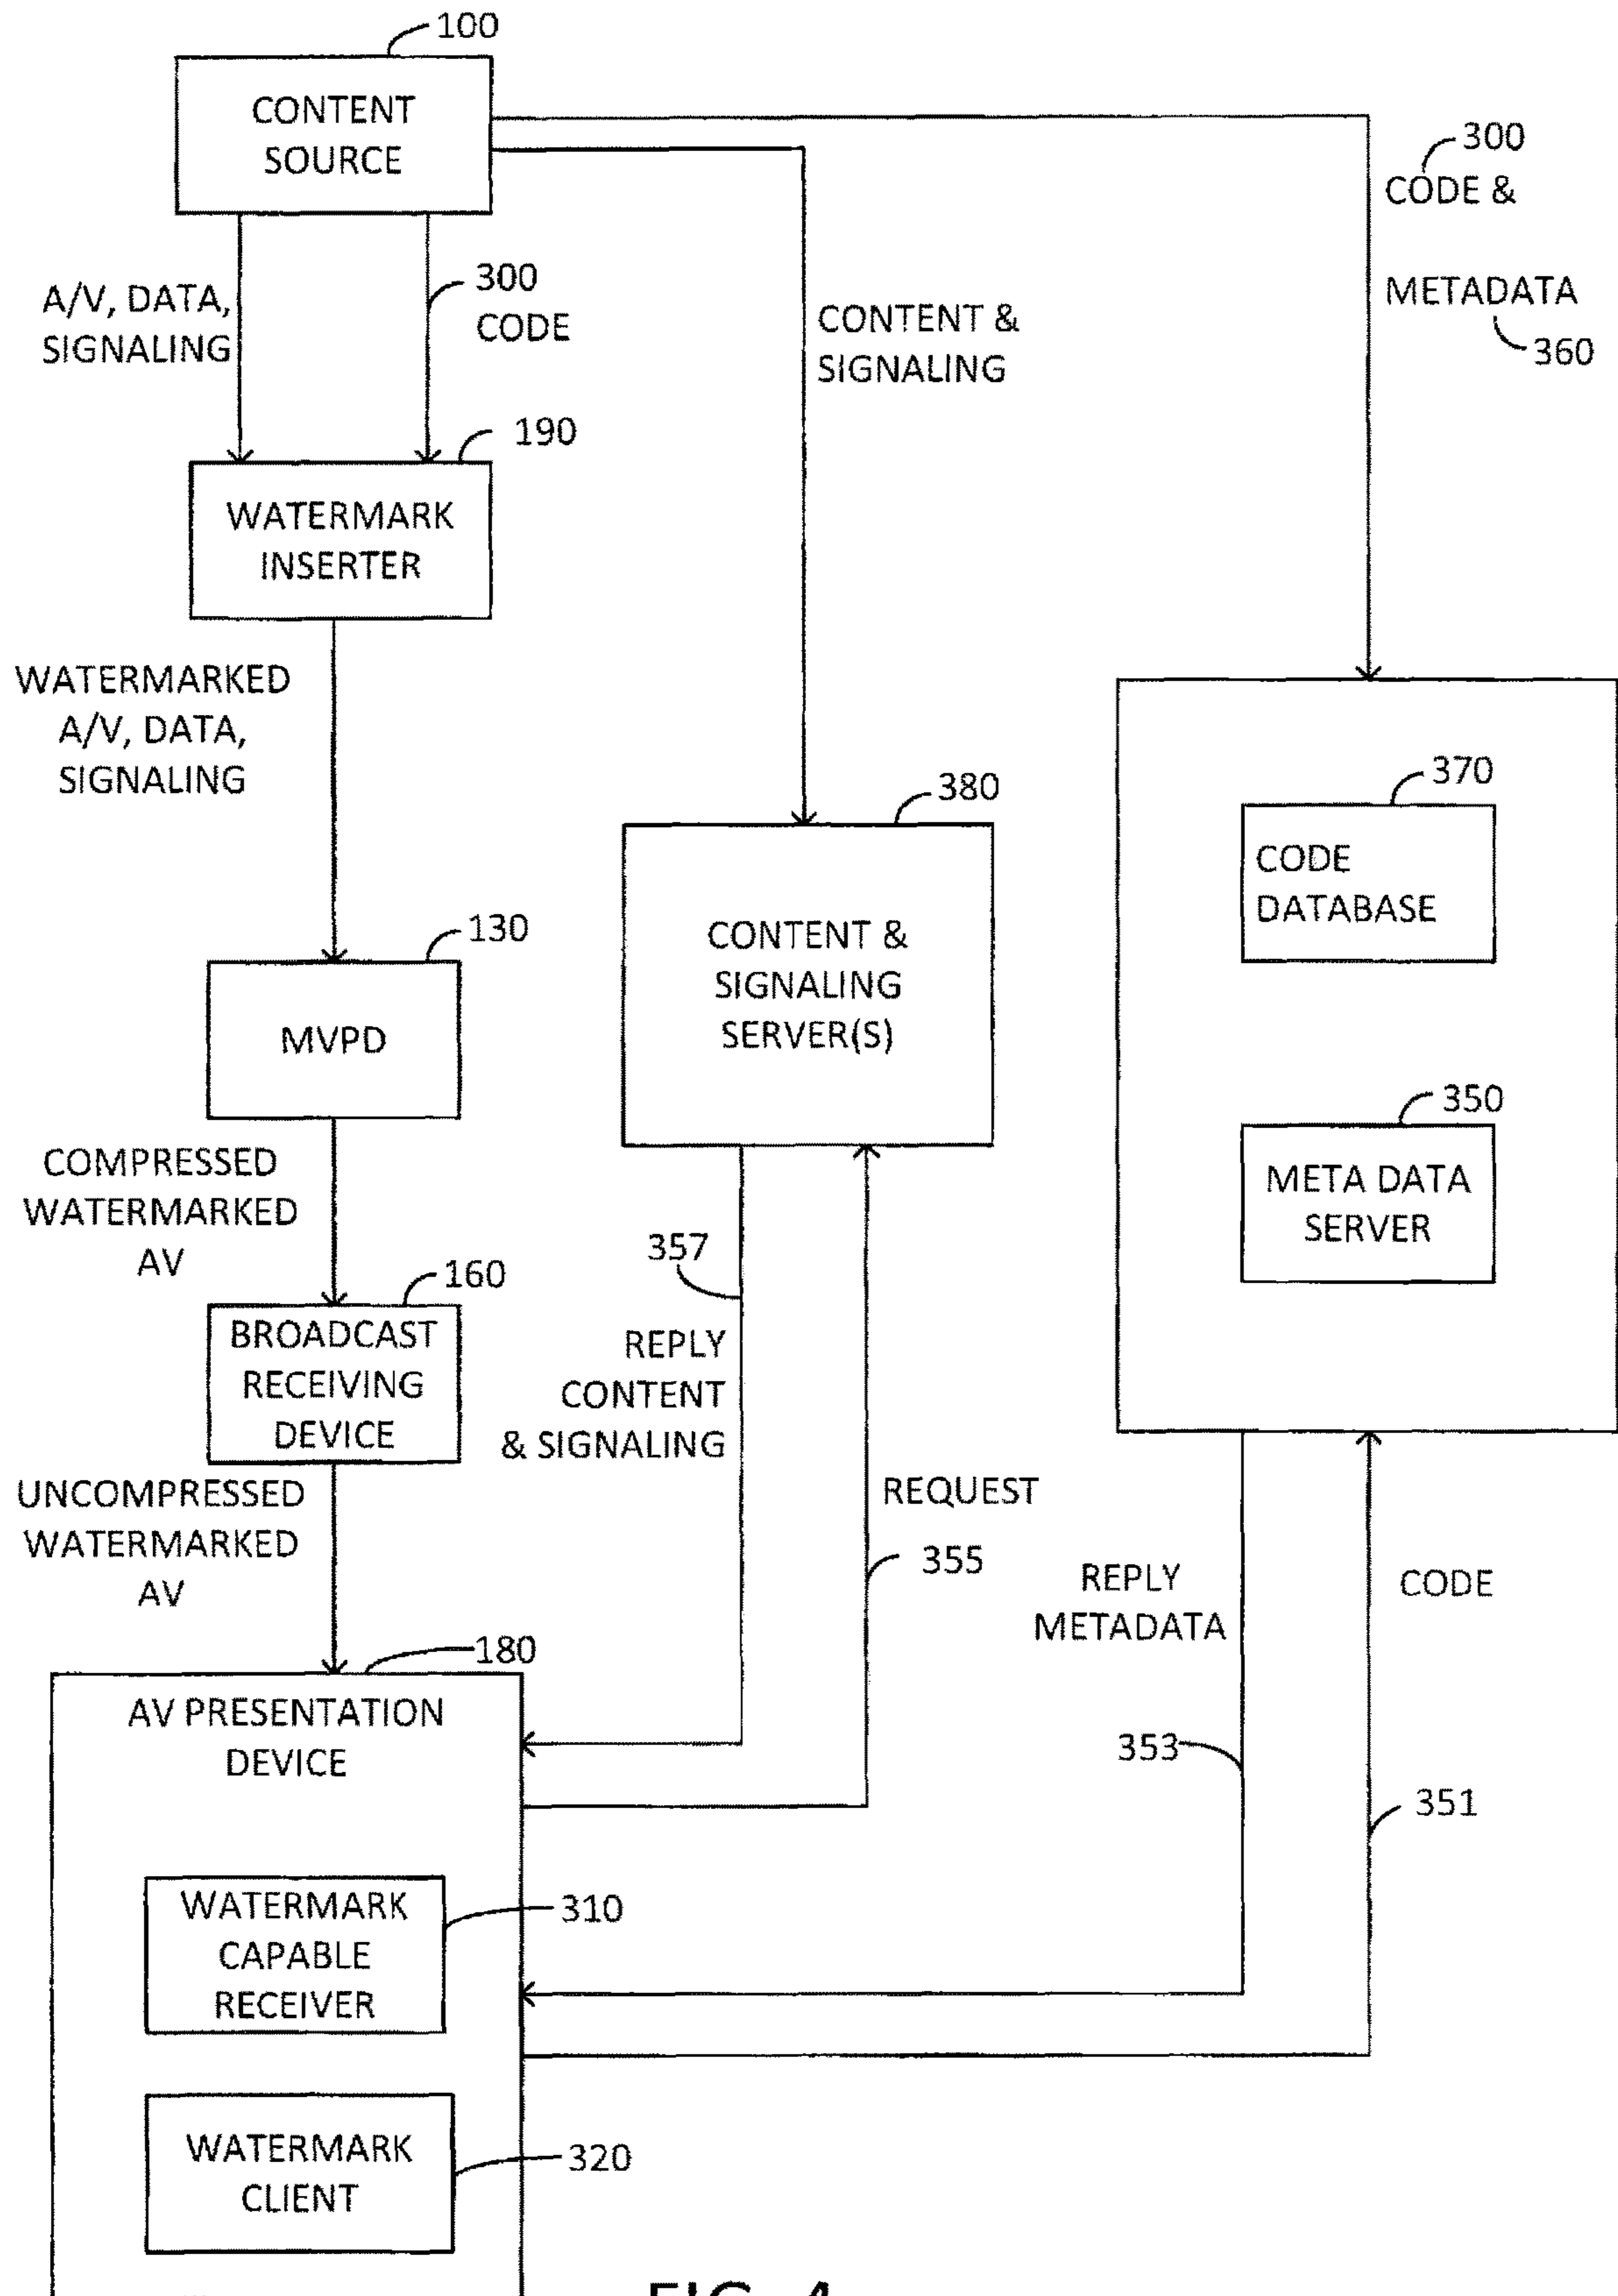 100
CONTENT
SOURCE
300
CODE &
METADATA
360
A/V, DATA,
SIGNALING
300
CODE
CONTENT &
SIGNALING
190
WATERMARK
INSERTER
WATERMARKED
A/V, DATA,
SIGNALING
380
CONTENT &
SIGNALING
SERVER(S)
370
CODE
DATABASE
350
META DATA
SERVER
130
MVPD
COMPRESSED
WATERMARKED
AV
160
BROADCAST
RECEIVING
DEVICE
357
REPLY
CONTENT
& SIGNALING
REQUEST
355
UNCOMPRESSED
WATERMARKED
AV
REPLY
METADATA
CODE
353
351
180
AV PRESENTATION
DEVICE
WATERMARK
CAPABLE
RECEIVER
310
WATERMARK
CLIENT
320
FIG. 4